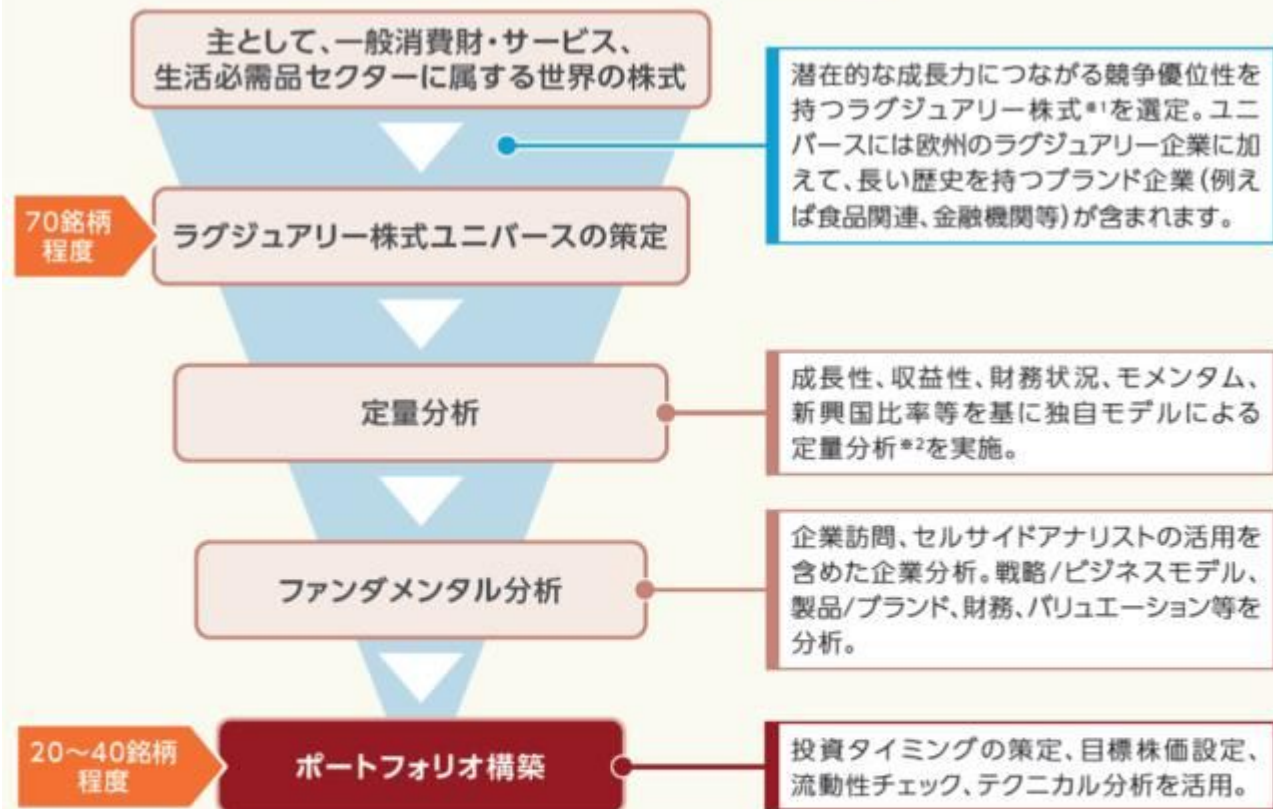 主として、一般消費財・サービス、
生活必需品セクターに属する世界の株式
潜在的な成長力につながる競争優位性を
持つラグジュアリー株式※1を選定。ユニ
バースには欧州のラグジュアリー企業に加
えて、長い歴史を持つブランド企業(例え
ば食品関連、金融機関等)が含まれます。
70銘柄
程度
ラグジュアリー株式ユニバースの策定
定量分析
成長性、収益性、財務状況、モメンタム、
新興国比率等を基に独自モデルによる
定量分析※2を実施。
ファンダメンタル分析
企業訪問、セルサイドアナリストの活用を
含めた企業分析。戦略/ビジネスモデル、
製品/ブランド、財務、バリュエーション等を
分析。
20〜40銘柄
程度
ポートフォリオ構築
投資タイミングの策定、目標株価設定、
流動性チェック、テクニカル分析を活用。